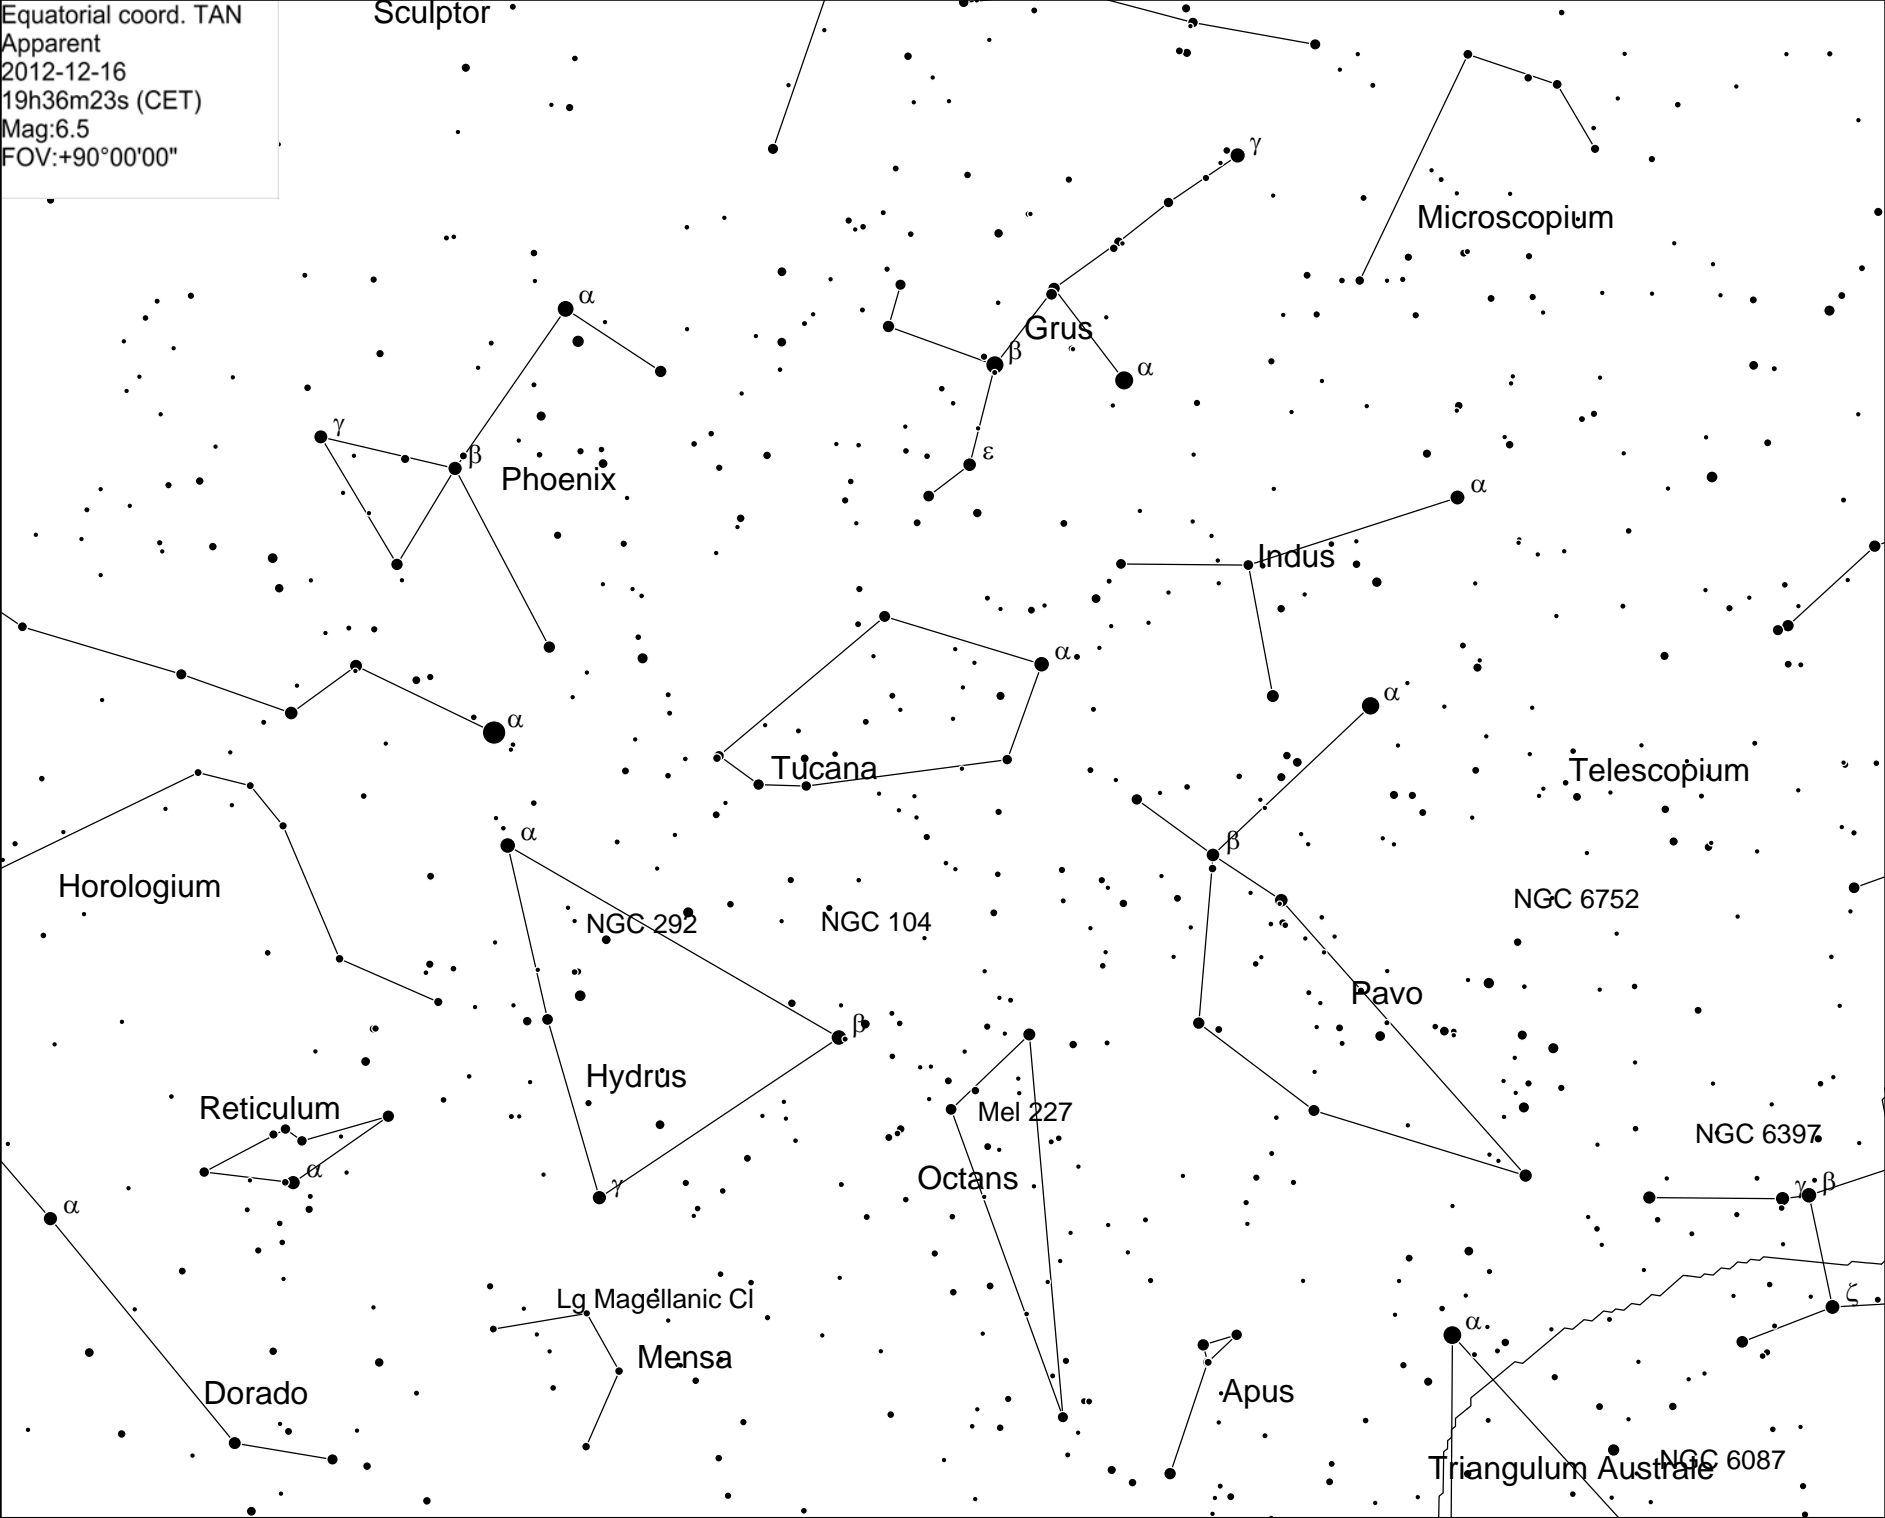 Equatorial coord. TAN
Apparent
2012-12-16
19h36m23s (CET)
Mag:6.5
FOV:+90°00'00"
Sculptor
γ
Microscopium
α
Grus
β
α
γ
β
Phoenix
ε
α
Indus
α
α
α
Tucana
Telescopium
α
β
Horologium
NGC 292
NGC 104
NGC 6752
Pavo
β
Hydrus
Reticulum
Mel 227
NGC 6397
α
Octans
γ
γ β
α
Lg Magellanic Cl
ζ
α
Mensa
Dorado
Apus
Triangulum Australe
NGC 6087